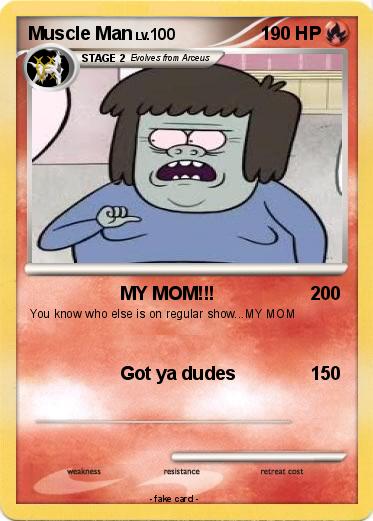 Muscle Man LV.100 190 HP
STAGE 2 Evolves from Arceus
MY MOM!!! 200
You know who else is on regular show...MY MOM
Got ya dudes 150
weakness resistance retreat cost
- fake card -